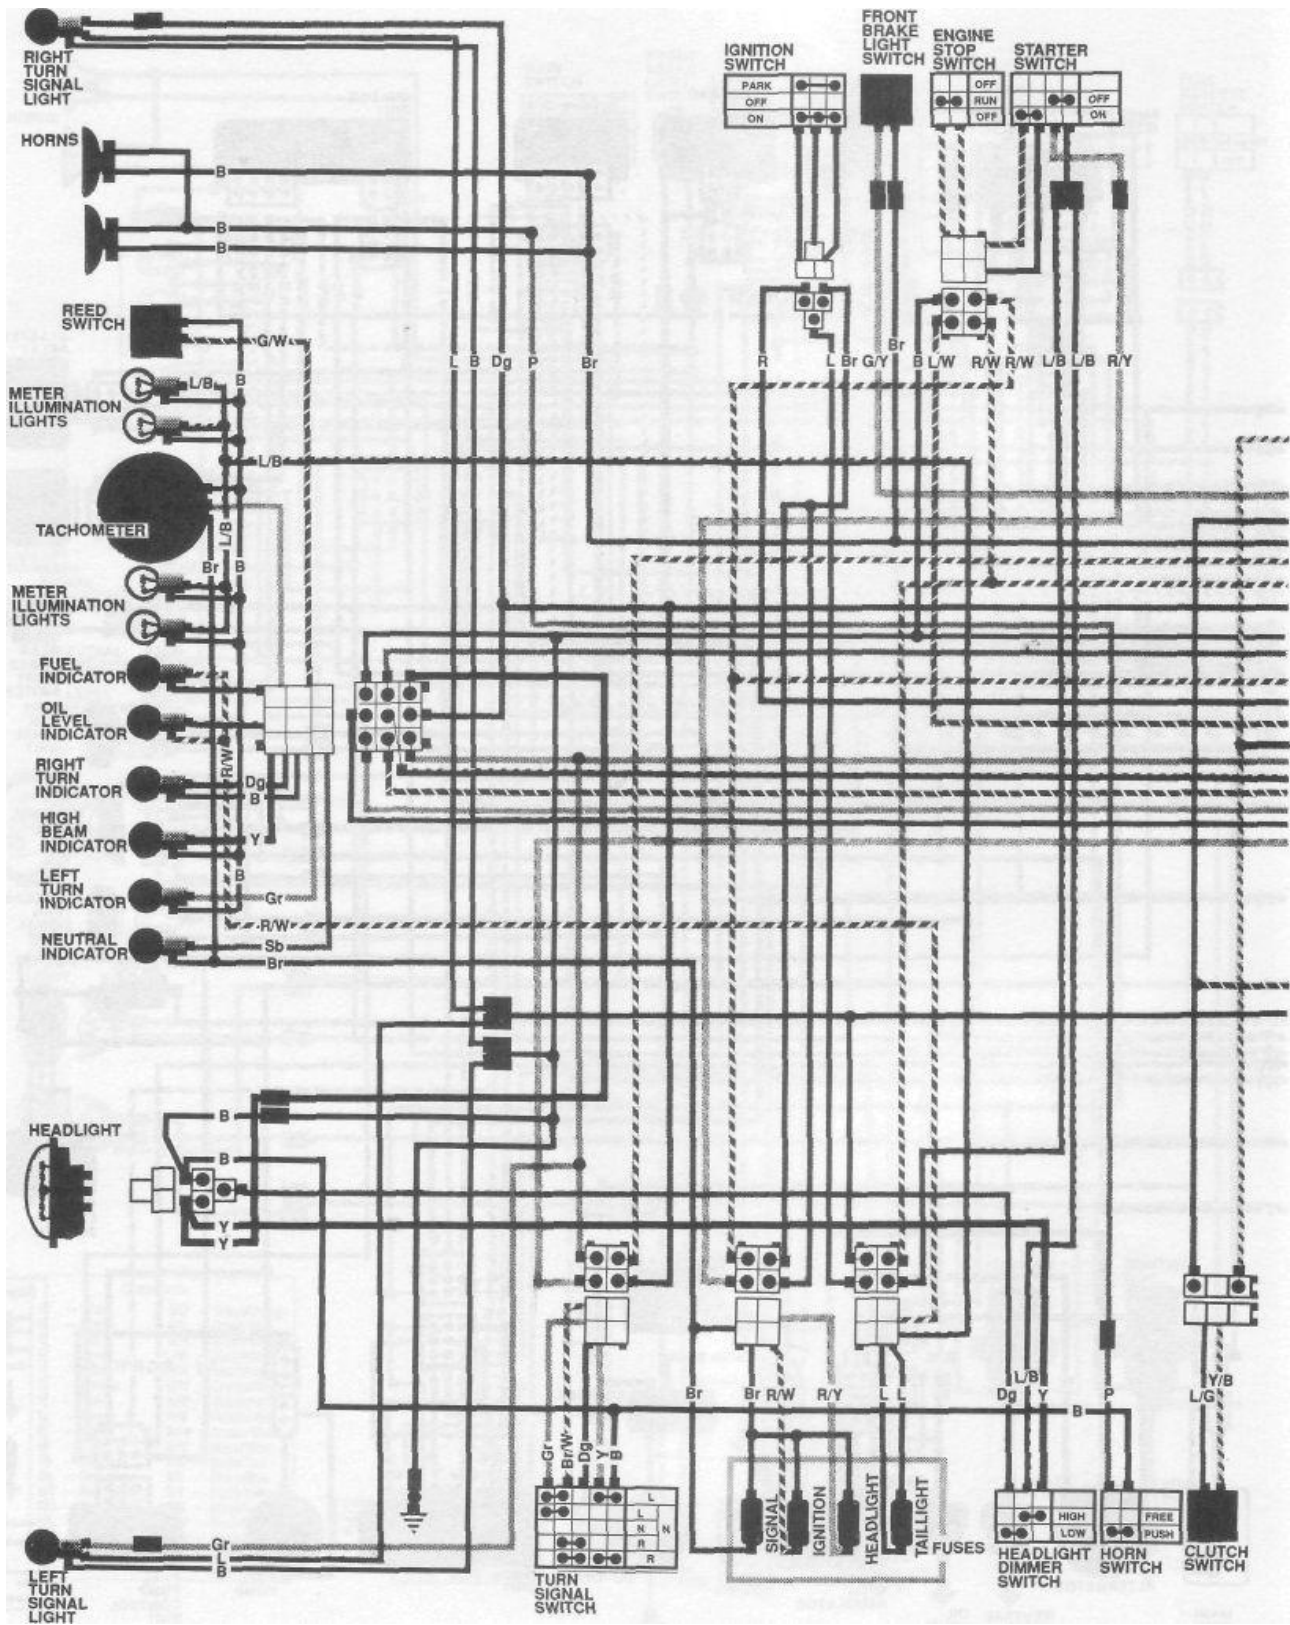 RIGHT
TURN
SIGNAL
LIGHT
HORNS
B
B
B
REED
SWITCH
G/W
METER
ILLUMINATION
LIGHTS
L/B
B
L/B
TACHOMETER
L/B
Br
B
METER
ILLUMINATION
LIGHTS
FUEL
INDICATOR
OIL
LEVEL
INDICATOR
R/W
RIGHT
TURN
INDICATOR
Dg
B
HIGH
BEAM
INDICATOR
Y
LEFT
TURN
INDICATOR
B
Gr
R/W
NEUTRAL
INDICATOR
Sb
Br
IGNITION
SWITCH
PARK
OFF
ON
FRONT
BRAKE
LIGHT
SWITCH
ENGINE
STOP
SWITCH
OFF
RUN
OFF
STARTER
SWITCH
OFF
ON
L B Dg P Br
R L Br G/Y Br B L/W R/W R/W L/B L/B R/Y
HEADLIGHT
B
B
Y
Y
Br Br R/W R/Y L L
Dg L/B Y P B
L/G Y/B
Gr Br/W Dg Y B
L
L
N
R
R
N
TURN
SIGNAL
SWITCH
SIGNAL
IGNITION
HEADLIGHT
TAILLIGHT
FUSES
HIGH
LOW
HEADLIGHT
DIMMER
SWITCH
FREE
PUSH
HORN
SWITCH
CLUTCH
SWITCH
Gr
L
B
LEFT
TURN
SIGNAL
LIGHT